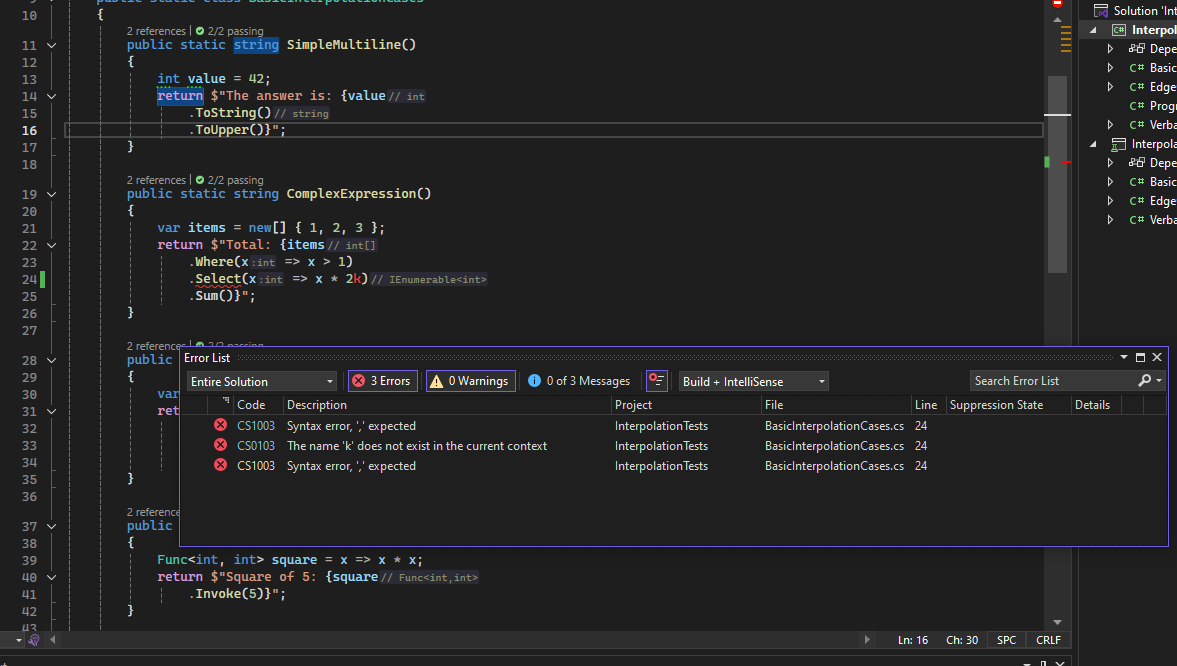 9 public static class BasicInterpolationCases
10 {
2 references | 2/2 passing
11 public static string SimpleMultiline()
12 {
13 int value = 42;
14 return $"The answer is: {value // int
15 .ToString() // string
16 .ToUpper()}";
17 }
18
2 references | 2/2 passing
19 public static string ComplexExpression()
20 {
21 var items = new[] { 1, 2, 3 };
22 return $"Total: {items // int[]
23 .Where(x :int => x > 1)
24 .Select(x :int => x * 2k) // IEnumerable<int>
25 .Sum()}";
26 }
27
2 references | 2/2 passing
28 public
29 {
30 var
31 ret
32
33
34
35 }
36
2 reference
37 public
38 {
39 Func<int, int> square = x => x * x;
40 return $"Square of 5: {square // Func<int,int>
41 .Invoke(5)}";
42 }
43
Error List
Entire Solution 3 Errors 0 Warnings 0 of 3 Messages Build + IntelliSense Search Error List
Code Description Project File Line Suppression State Details
CS1003 Syntax error, ',' expected InterpolationTests BasicInterpolationCases.cs 24
CS0103 The name 'k' does not exist in the current context InterpolationTests BasicInterpolationCases.cs 24
CS1003 Syntax error, ',' expected InterpolationTests BasicInterpolationCases.cs 24
Solution 'Int
C# Interpol
Depe
C# Basic
C# Edge
C# Prog
C# Verba
Interpola
Depe
C# Basic
C# Edge
C# Verba
Ln: 16 Ch: 30 SPC CRLF